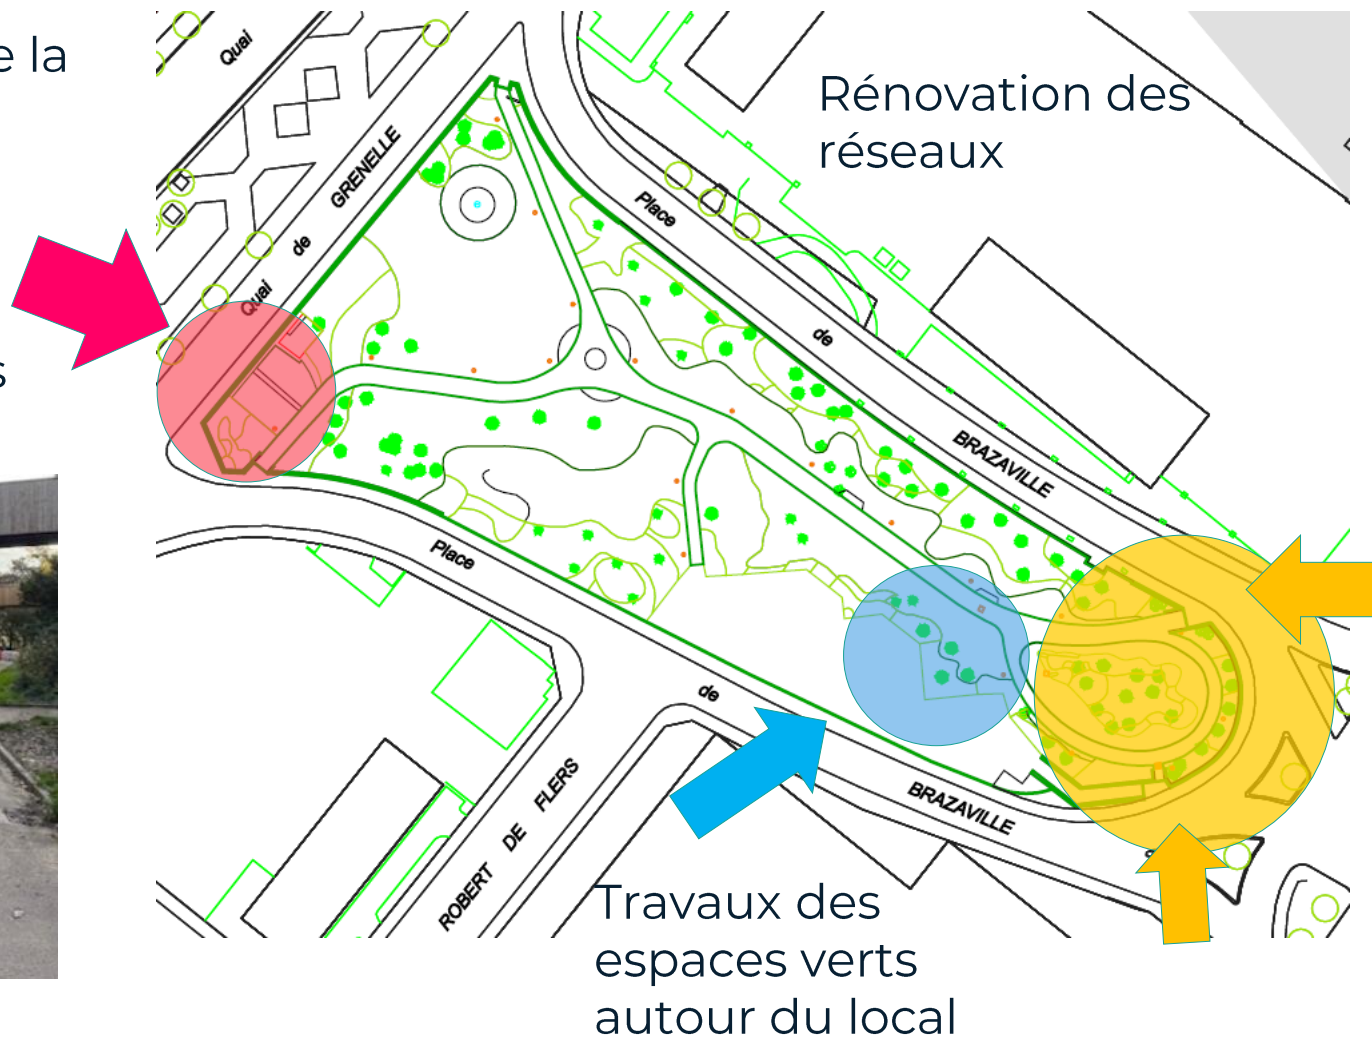 e la
Rénovation des
réseaux
s
Quai
Quai de GRENELLE
Place de BRAZAVILLE
Place de BRAZAVILLE
ROBERT DE FLERS
Travaux des
espaces verts
autour du local